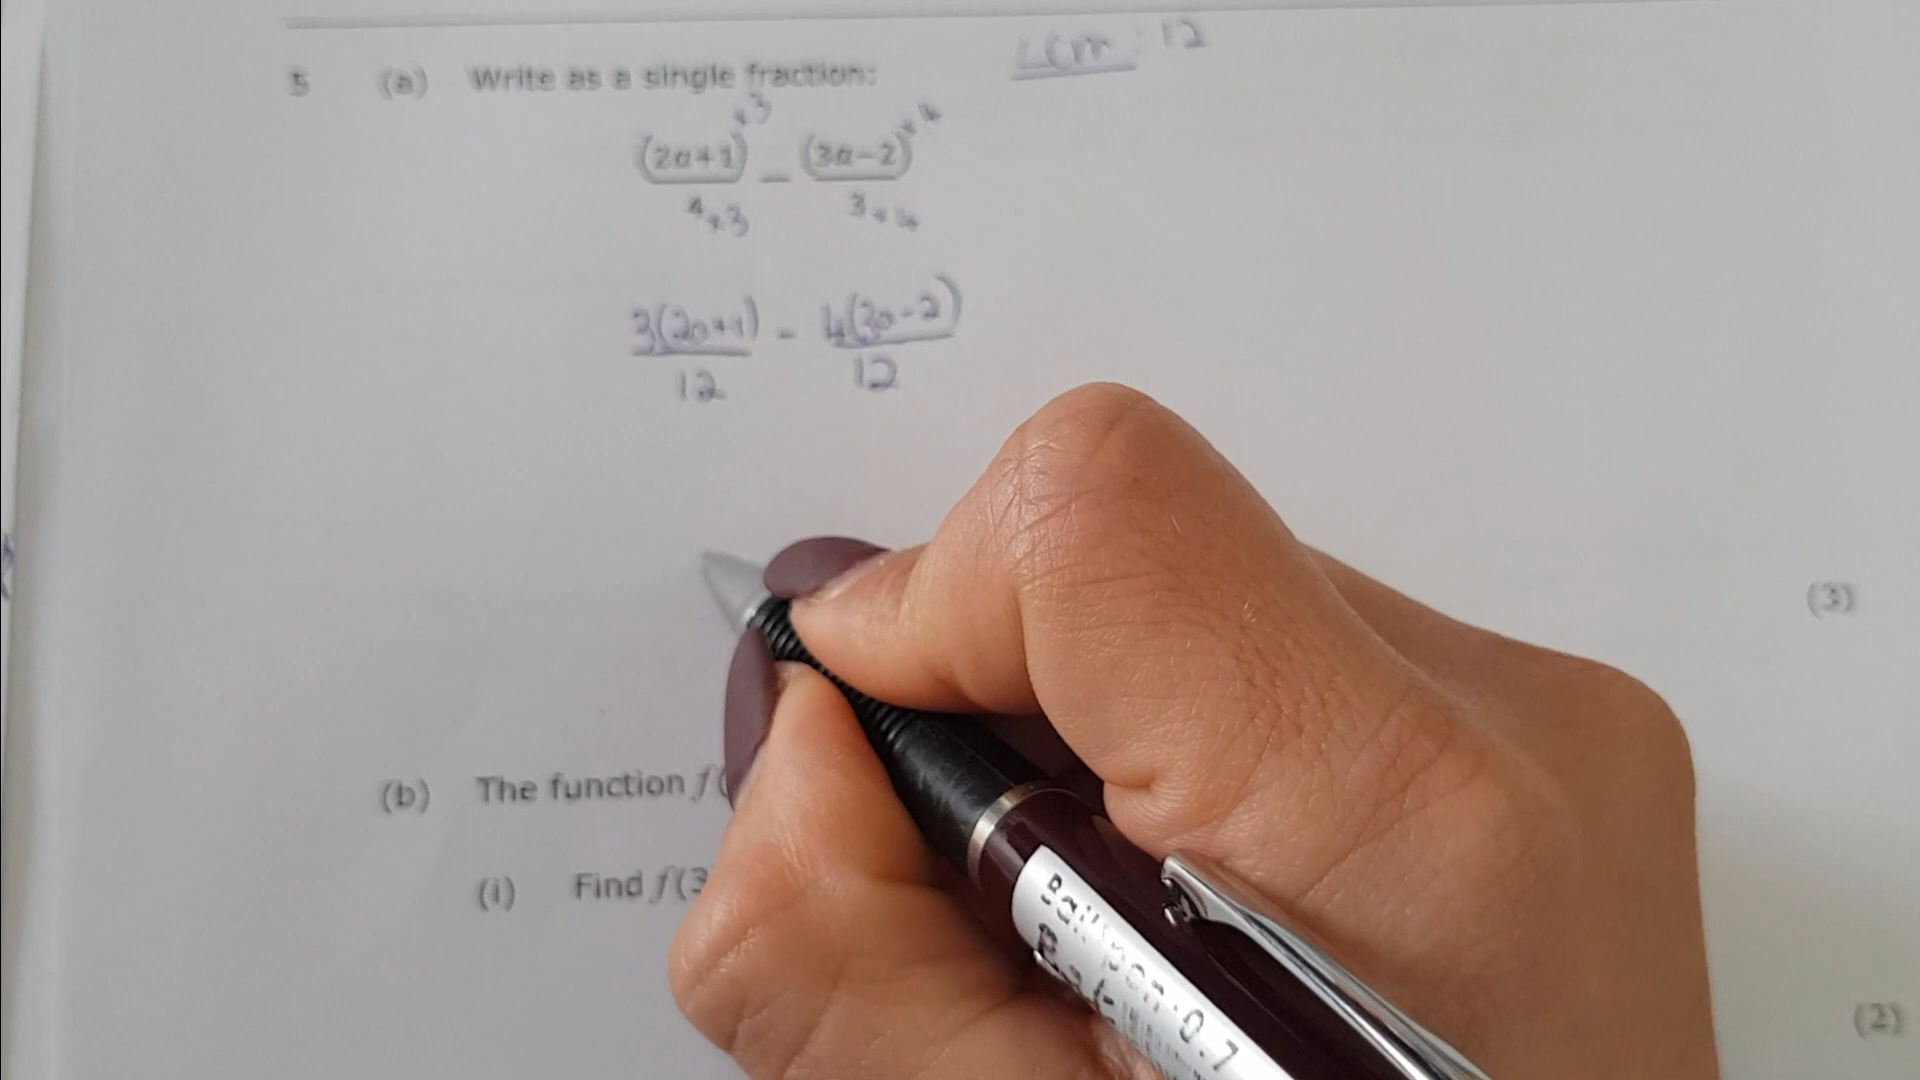 LCM: 12
5 (a) Write as a single fraction:
(2a+1)×3 / 4×3 − (3a−2)×4 / 3×4
3(2a+1) / 12 - 4(3a-2) / 12
(3)
(b) The function f(
(i) Find f(3
Ballpen 0.7
(2)